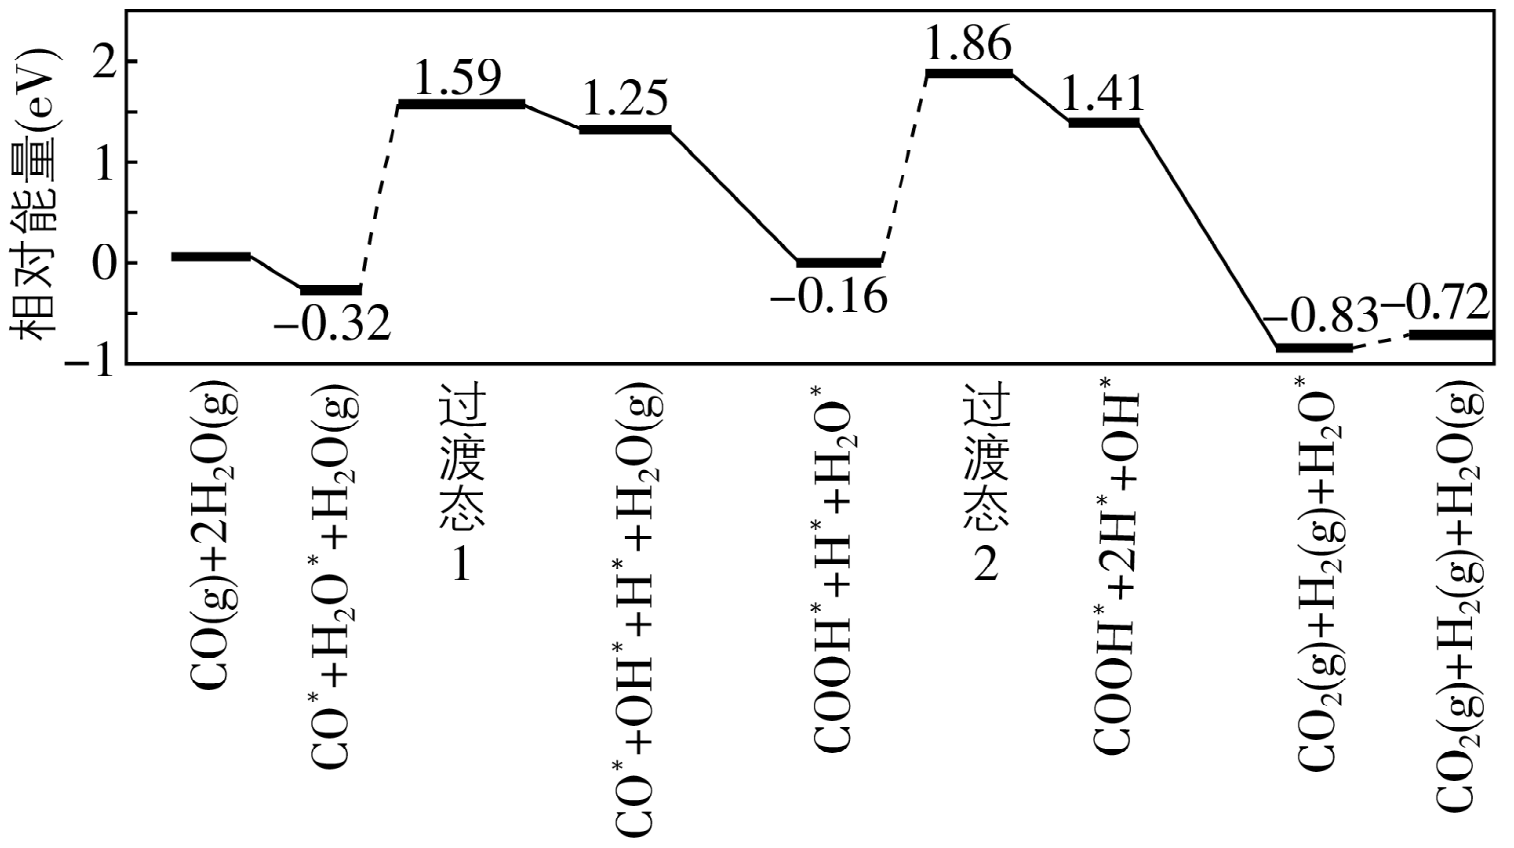 相对能量(eV)
2
1
0
−1
−0.32
1.59
1.25
−0.16
1.86
1.41
−0.83
−0.72
CO(g)+2H₂O(g)
CO*+H₂O*+H₂O(g)
过渡态1
CO*+OH*+H*+H₂O(g)
COOH*+H*+H₂O*
过渡态2
COOH*+2H*+OH*
CO₂(g)+H₂(g)+H₂O*
CO₂(g)+H₂(g)+H₂O(g)